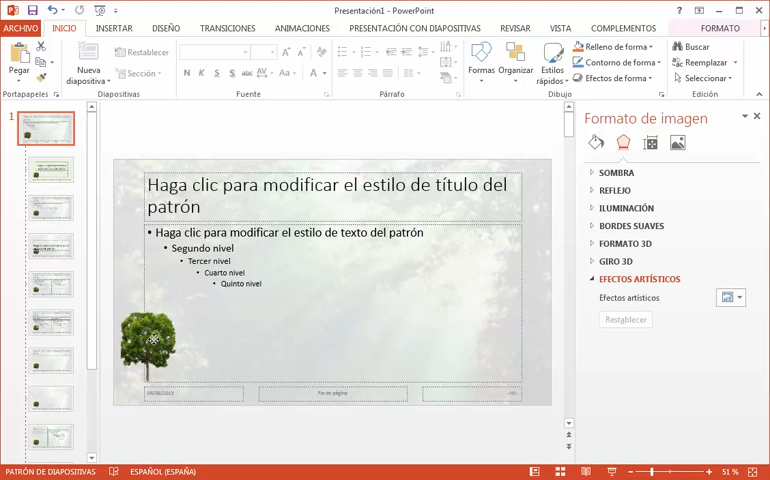 Presentación1 - PowerPoint
ARCHIVO INICIO INSERTAR DISEÑO TRANSICIONES ANIMACIONES PRESENTACIÓN CON DIAPOSITIVAS REVISAR VISTA COMPLEMENTOS FORMATO
Pegar
Nueva diapositiva
Restablecer
Sección
N K S S abc AV Aa A
Formas
Organizar
Estilos rápidos
Relleno de forma
Contorno de forma
Efectos de forma
Buscar
Reemplazar
Seleccionar
Portapapeles Diapositivas Fuente Párrafo Dibujo Edición
1
Haga clic para modificar el estilo de título del
patrón
• Haga clic para modificar el estilo de texto del patrón
• Segundo nivel
• Tercer nivel
• Cuarto nivel
• Quinto nivel
Pie de página
Formato de imagen
SOMBRA
REFLEJO
ILUMINACIÓN
BORDES SUAVES
FORMATO 3D
GIRO 3D
EFECTOS ARTÍSTICOS
Efectos artísticos
Restablecer
PATRÓN DE DIAPOSITIVAS ESPAÑOL (ESPAÑA) 51 %